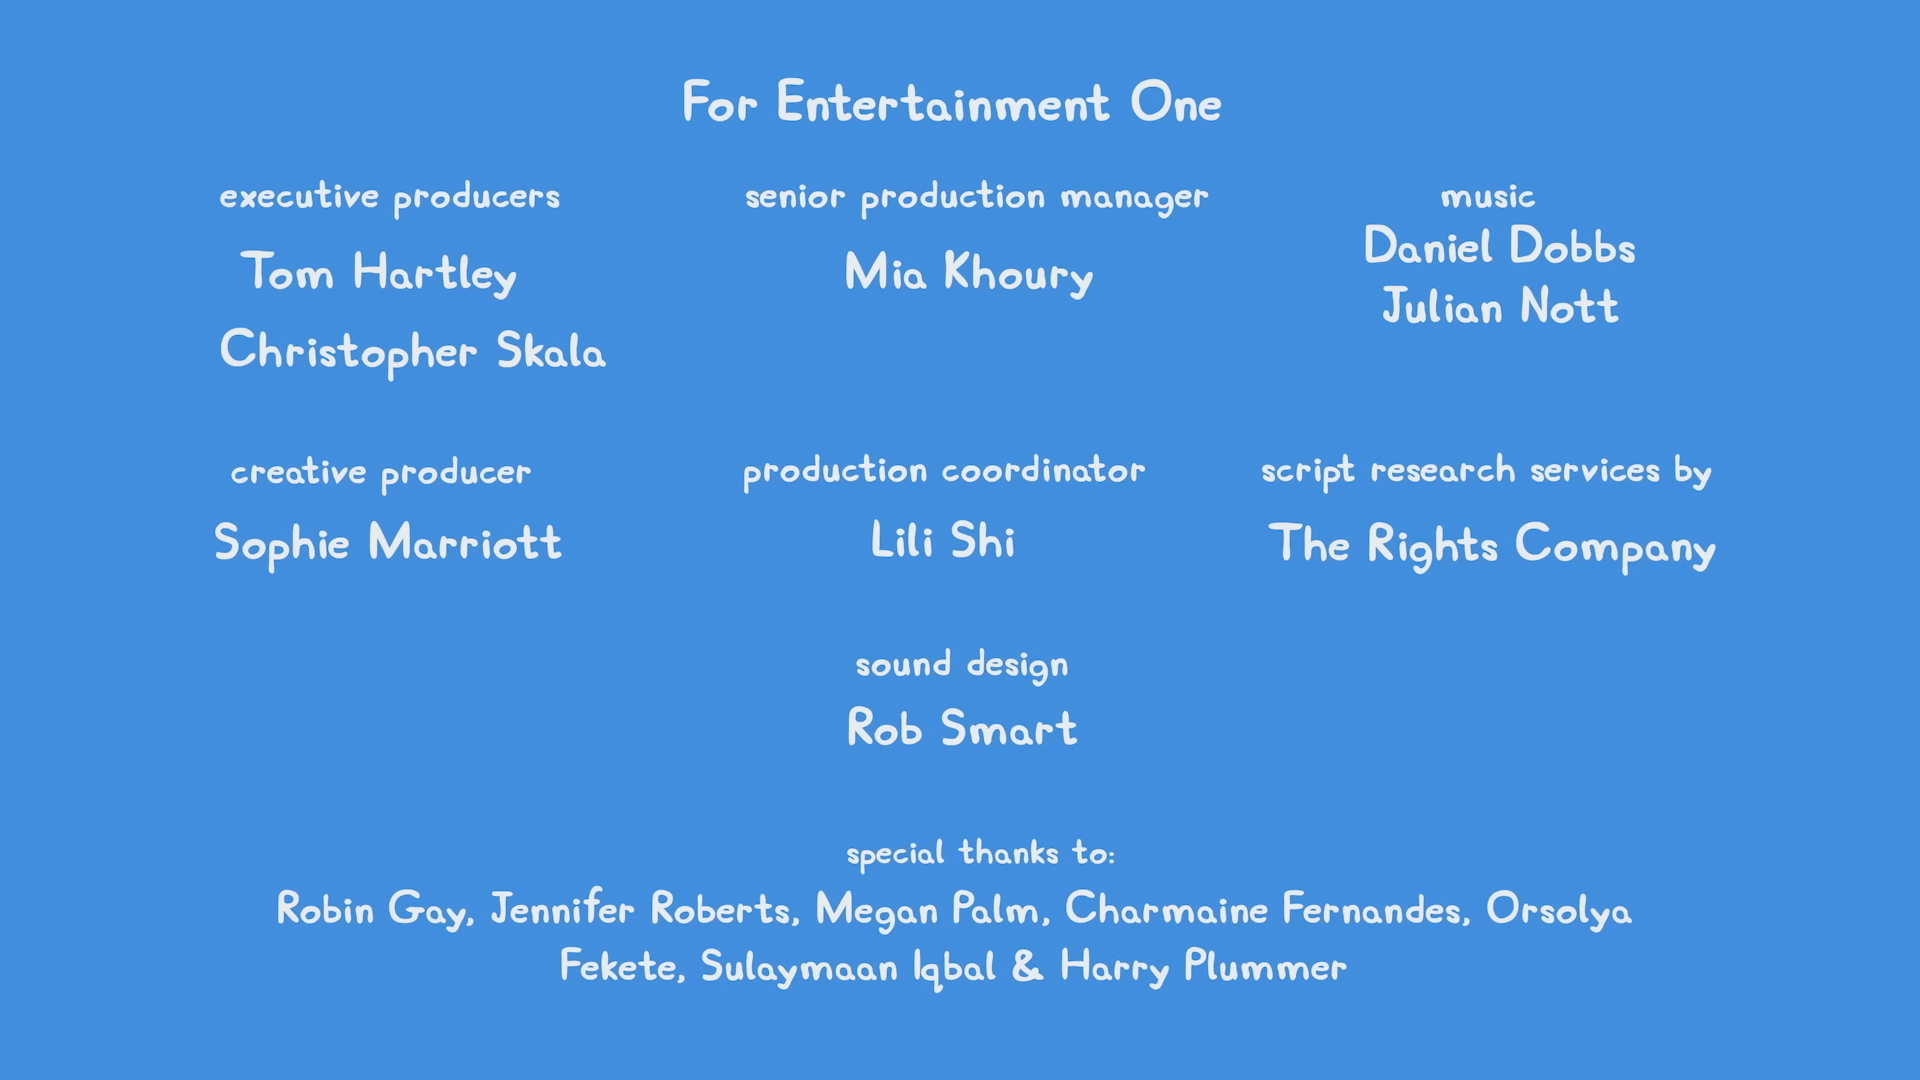 For Entertainment One
executive producers
Tom Hartley
Christopher Skala
senior production manager
Mia Khoury
music
Daniel Dobbs
Julian Nott
creative producer
Sophie Marriott
production coordinator
Lili Shi
script research services by
The Rights Company
sound design
Rob Smart
special thanks to:
Robin Gay, Jennifer Roberts, Megan Palm, Charmaine Fernandes, Orsolya
Fekete, Sulaymaan Iqbal & Harry Plummer